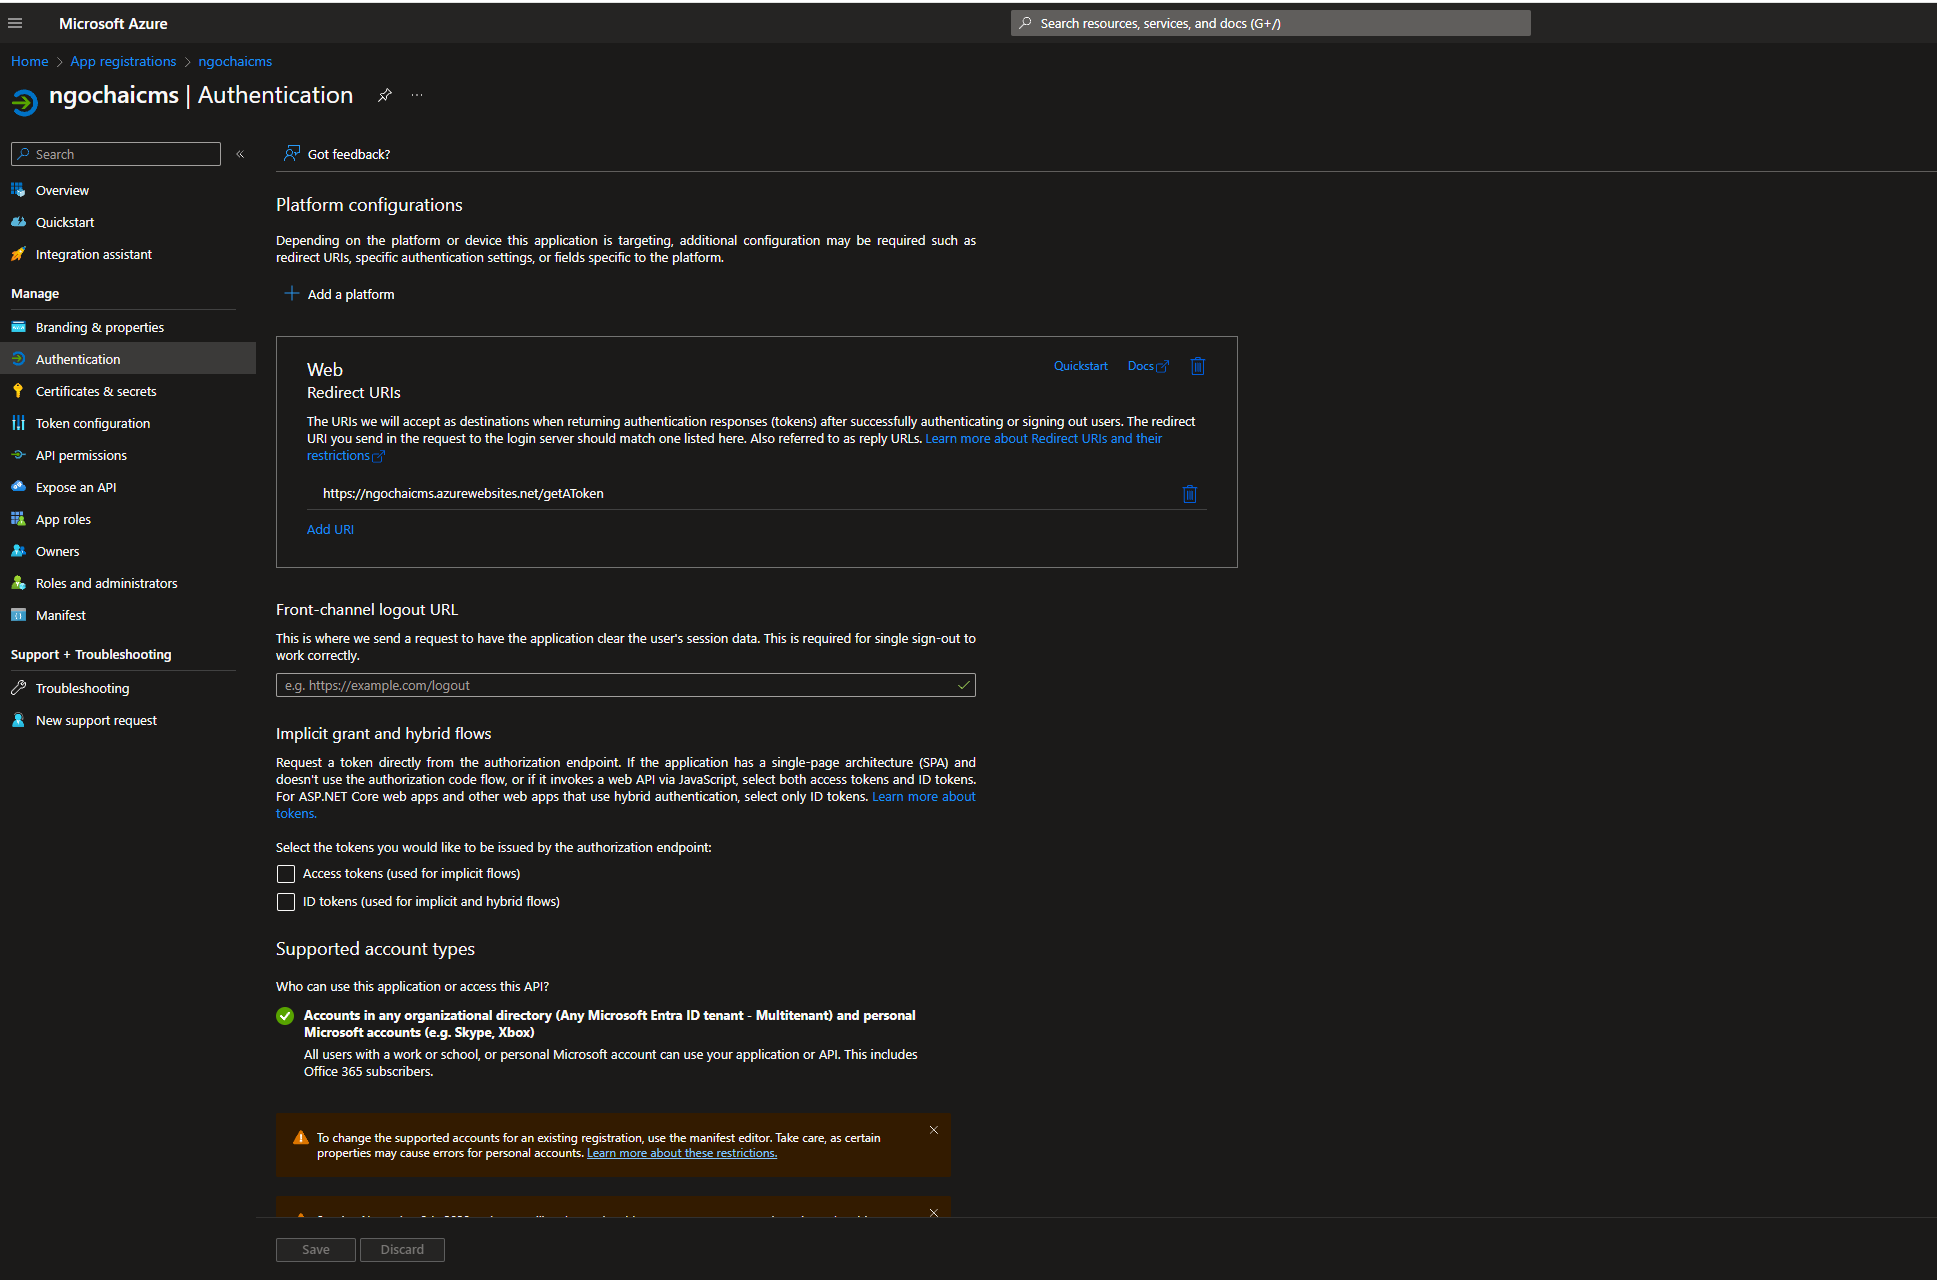 Microsoft Azure
Search resources, services, and docs (G+/)
Home > App registrations > ngochaicms
ngochaicms | Authentication
Search
Overview
Quickstart
Integration assistant
Manage
Branding & properties
Authentication
Certificates & secrets
Token configuration
API permissions
Expose an API
App roles
Owners
Roles and administrators
Manifest
Support + Troubleshooting
Troubleshooting
New support request
Got feedback?
Platform configurations
Depending on the platform or device this application is targeting, additional configuration may be required such as
redirect URIs, specific authentication settings, or fields specific to the platform.
Add a platform
Web
Quickstart
Docs
Redirect URIs
The URIs we will accept as destinations when returning authentication responses (tokens) after successfully authenticating or signing out users. The redirect
URI you send in the request to the login server should match one listed here. Also referred to as reply URLs. Learn more about Redirect URIs and their
restrictions
https://ngochaicms.azurewebsites.net/getAToken
Add URI
Front-channel logout URL
This is where we send a request to have the application clear the user's session data. This is required for single sign-out to
work correctly.
e.g. https://example.com/logout
Implicit grant and hybrid flows
Request a token directly from the authorization endpoint. If the application has a single-page architecture (SPA) and
doesn't use the authorization code flow, or if it invokes a web API via JavaScript, select both access tokens and ID tokens.
For ASP.NET Core web apps and other web apps that use hybrid authentication, select only ID tokens. Learn more about
tokens.
Select the tokens you would like to be issued by the authorization endpoint:
Access tokens (used for implicit flows)
ID tokens (used for implicit and hybrid flows)
Supported account types
Who can use this application or access this API?
Accounts in any organizational directory (Any Microsoft Entra ID tenant - Multitenant) and personal
Microsoft accounts (e.g. Skype, Xbox)
All users with a work or school, or personal Microsoft account can use your application or API. This includes
Office 365 subscribers.
To change the supported accounts for an existing registration, use the manifest editor. Take care, as certain
properties may cause errors for personal accounts. Learn more about these restrictions.
Save
Discard